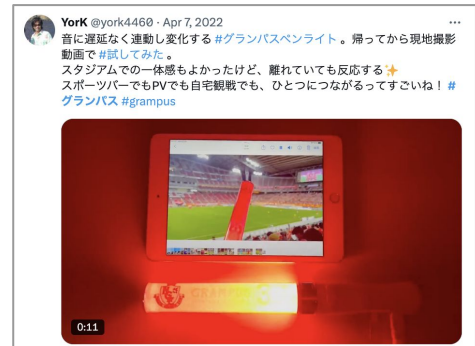 YorK @york4460 · Apr 7, 2022
音に遅延なく連動し変化する #グランパスペンライト 。帰ってから現地撮影
動画で #試してみた 。
スタジアムでの一体感もよかったけど、離れていても反応する✨
スポーツバーでもPVでも自宅観戦でも、ひとつにつながるってすごいね！ #
グランパス #grampus
GRAMPUS
0:11